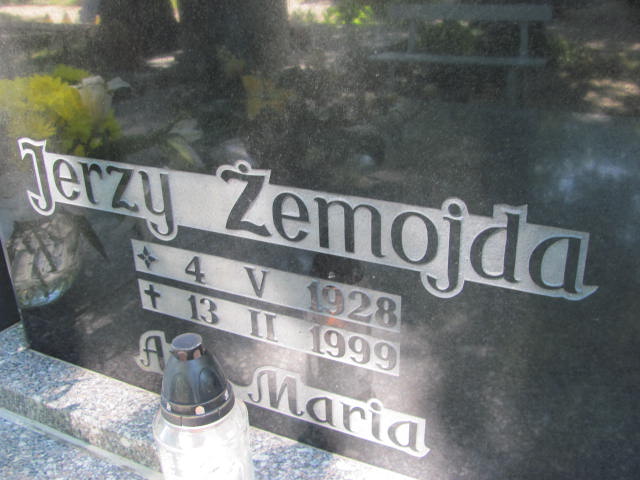 Jerzy Żemojda
✧ 4 V 1928
✝ 13 II 1999
Maria